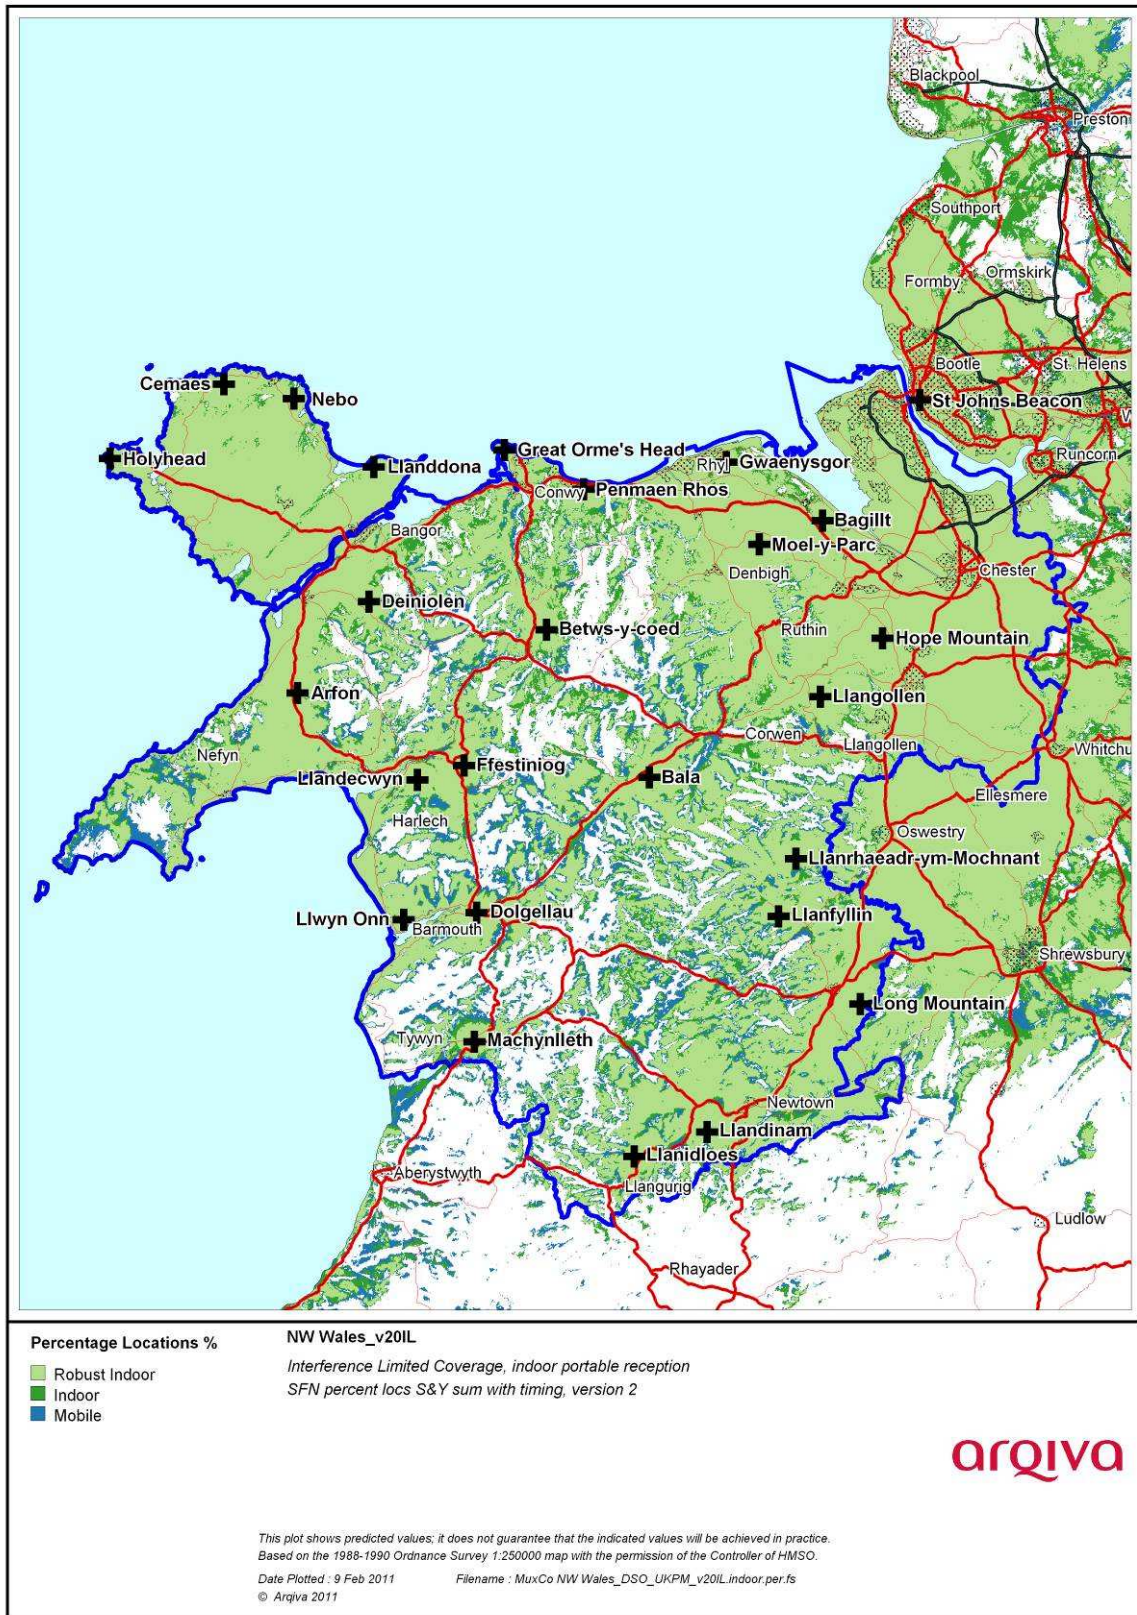 Blackpool
Preston
Southport
Ormskirk
Formby
Bootle
St. Helens
Cemaes
Nebo
St Johns Beacon
W
Great Orme's Head
Holyhead
Llanddona
Rhyl
Gwaenysgor
Runcorn
Conwy
Penmaen Rhos
Bagillt
Bangor
Moel-y-Parc
Denbigh
Chester
Deiniolen
Betws-y-coed
Ruthin
Hope Mountain
Arfon
Llangollen
Corwen
Llangollen
Whitchu
Nefyn
Ffestiniog
Llandecwyn
Bala
Ellesmere
Harlech
Oswestry
Llanrhaeadr-ym-Mochnant
Dolgellau
Llwyn Onn
Barmouth
Llanfyllin
Shrewsbury
Long Mountain
Tywyn
Machynlleth
Newtown
Llandinam
Llanidloes
Aberystwyth
Llangurig
Ludlow
Rhayader
Percentage Locations %
Robust Indoor
Indoor
Mobile
NW Wales_v20IL
Interference Limited Coverage, indoor portable reception
SFN percent locs S&Y sum with timing, version 2
arqiva
This plot shows predicted values; it does not guarantee that the indicated values will be achieved in practice.
Based on the 1988-1990 Ordnance Survey 1:250000 map with the permission of the Controller of HMSO.
Date Plotted : 9 Feb 2011 Filename : MuxCo NW Wales_DSO_UKPM_v20IL.indoor.per.fs
© Arqiva 2011